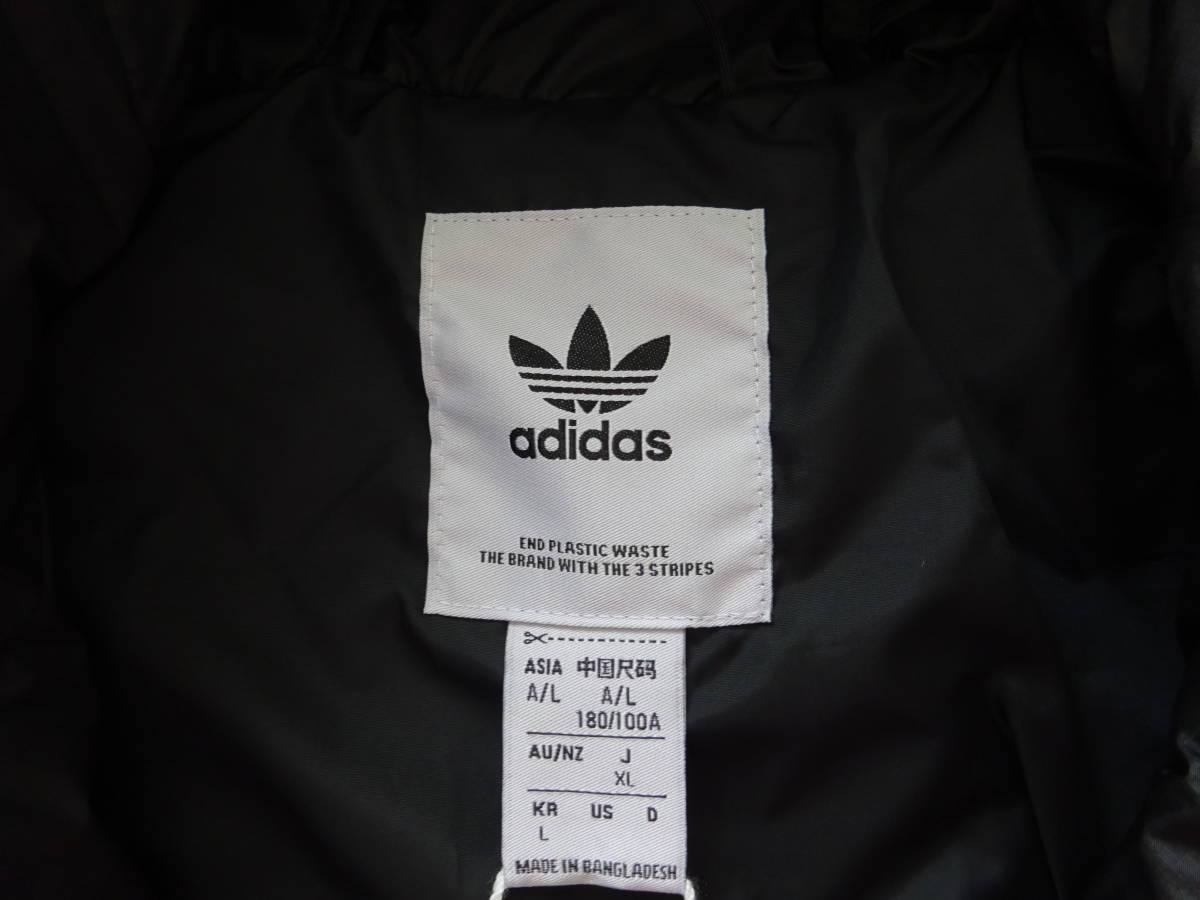 adidas
END PLASTIC WASTE
THE BRAND WITH THE 3 STRIPES
ASIA 中国尺码
A/L A/L
180/100A
AU/NZ J
XL
KR US D
L
MADE IN BANGLADESH